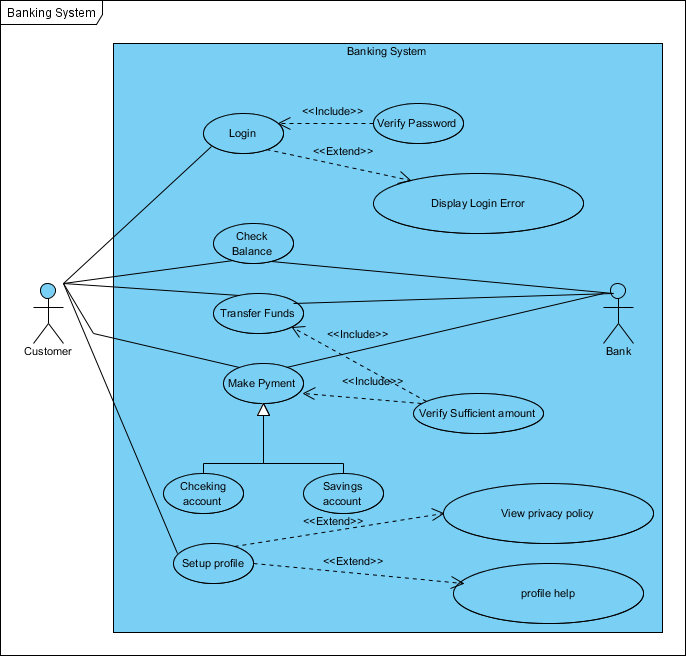 Banking System
Banking System
<<Include>>
Login
Verify Password
<<Extend>>
Display Login Error
Check
Balance
Transfer Funds
<<Include>>
Customer
Bank
Make Pyment
<<Include>>
Verify Sufficient amount
Chceking
account
Savings
account
View privacy policy
<<Extend>>
Setup profile
<<Extend>>
profile help